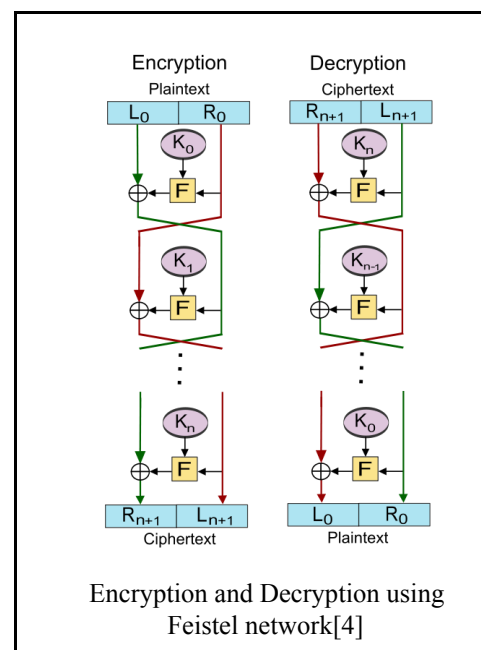 Encryption Decryption
Plaintext Ciphertext
L₀ R₀ Rₙ₊₁ Lₙ₊₁
K₀ Kₙ
F F
K₁ Kₙ₋₁
F F
Kₙ K₀
F F
Rₙ₊₁ Lₙ₊₁ L₀ R₀
Ciphertext Plaintext
Encryption and Decryption using
Feistel network[4]